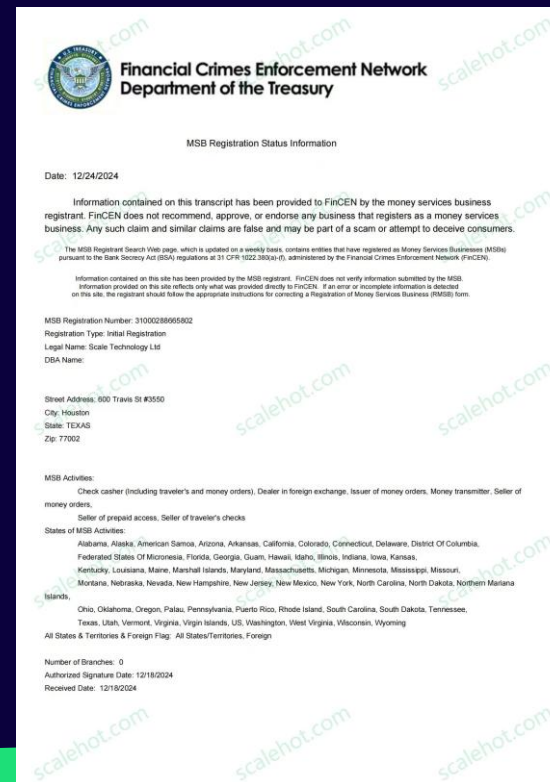 Financial Crimes Enforcement Network
Department of the Treasury
MSB Registration Status Information
Date: 12/24/2024
Information contained on this transcript has been provided to FinCEN by the money services business
registrant. FinCEN does not recommend, approve, or endorse any business that registers as a money services
business. Any such claim and similar claims are false and may be part of a scam or attempt to deceive consumers.
The MSB Registrant Search Web page, which is updated on a weekly basis, contains entities that have registered as Money Services Businesses (MSBs)
pursuant to the Bank Secrecy Act (BSA) regulations at 31 CFR 1022.380(a)-(f), administered by the Financial Crimes Enforcement Network (FinCEN).
Information contained on this site has been provided by the MSB registrant. FinCEN does not verify information submitted by the MSB.
Information provided on this site reflects only what was provided directly to FinCEN. If an error or incomplete information is detected
on this site, the registrant should follow the appropriate instructions for correcting a Registration of Money Services Business (RMSB) form.
MSB Registration Number: 31000288665802
Registration Type: Initial Registration
Legal Name: Scale Technology Ltd
DBA Name:
Street Address: 600 Travis St #3550
City: Houston
State: TEXAS
Zip: 77002
MSB Activities:
Check casher (Including traveler's and money orders), Dealer in foreign exchange, Issuer of money orders, Money transmitter, Seller of
money orders,
Seller of prepaid access, Seller of traveler's checks
States of MSB Activities:
Alabama, Alaska, American Samoa, Arizona, Arkansas, California, Colorado, Connecticut, Delaware, District Of Columbia,
Federated States Of Micronesia, Florida, Georgia, Guam, Hawaii, Idaho, Illinois, Indiana, Iowa, Kansas,
Kentucky, Louisiana, Maine, Marshall Islands, Maryland, Massachusetts, Michigan, Minnesota, Mississippi, Missouri,
Montana, Nebraska, Nevada, New Hampshire, New Jersey, New Mexico, New York, North Carolina, North Dakota, Northern Mariana
Islands,
Ohio, Oklahoma, Oregon, Palau, Pennsylvania, Puerto Rico, Rhode Island, South Carolina, South Dakota, Tennessee,
Texas, Utah, Vermont, Virginia, Virgin Islands, US, Washington, West Virginia, Wisconsin, Wyoming
All States & Territories & Foreign Flag: All States/Territories, Foreign
Number of Branches: 0
Authorized Signature Date: 12/18/2024
Received Date: 12/18/2024
scalehot.com
scalehot.com
scalehot.com